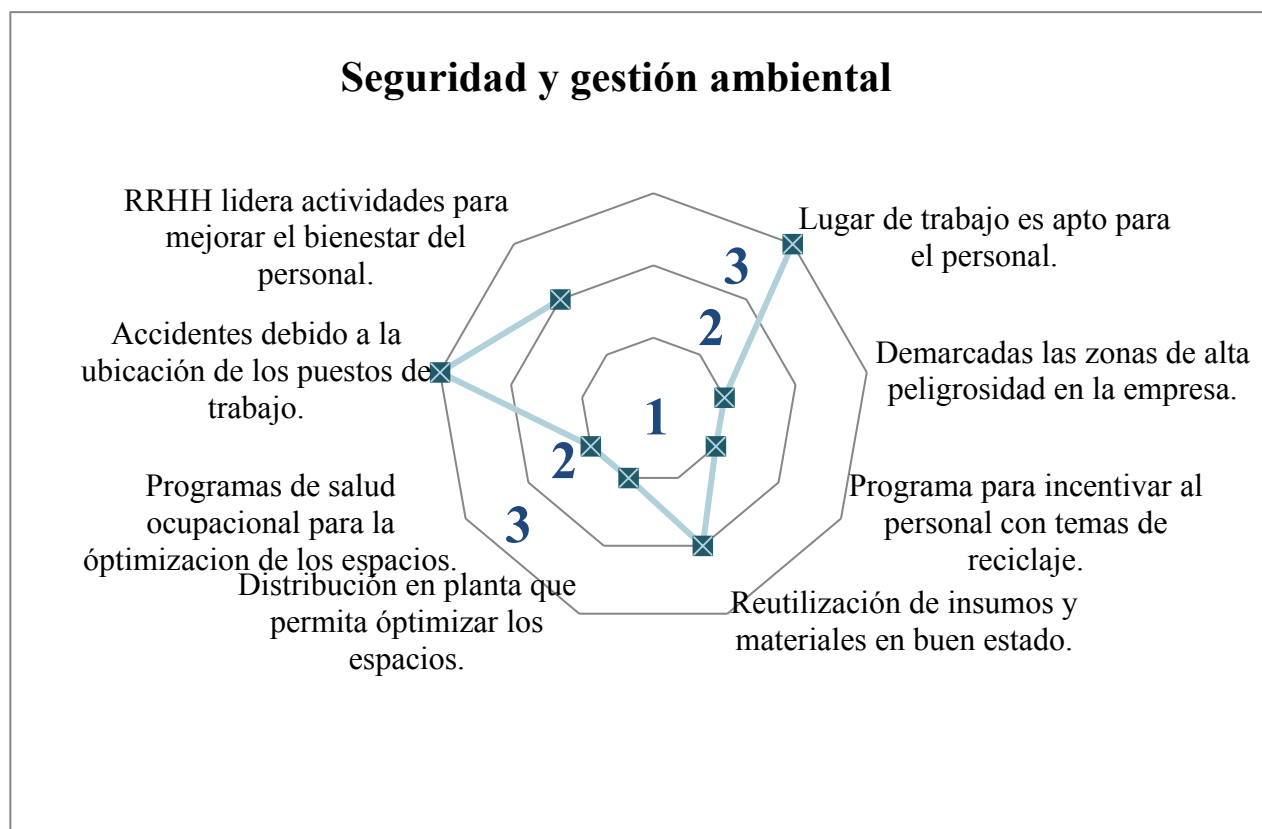 Seguridad y gestión ambiental
RRHH lidera actividades para
mejorar el bienestar del
personal.
Lugar de trabajo es apto para
el personal.
3
2
Accidentes debido a la
ubicación de los puestos de
trabajo.
Demarcadas las zonas de alta
peligrosidad en la empresa.
1
2
3
Programas de salud
ocupacional para la
óptimizacion de los espacios.
Programa para incentivar al
personal con temas de
reciclaje.
Distribución en planta que
permita óptimizar los
espacios.
Reutilización de insumos y
materiales en buen estado.